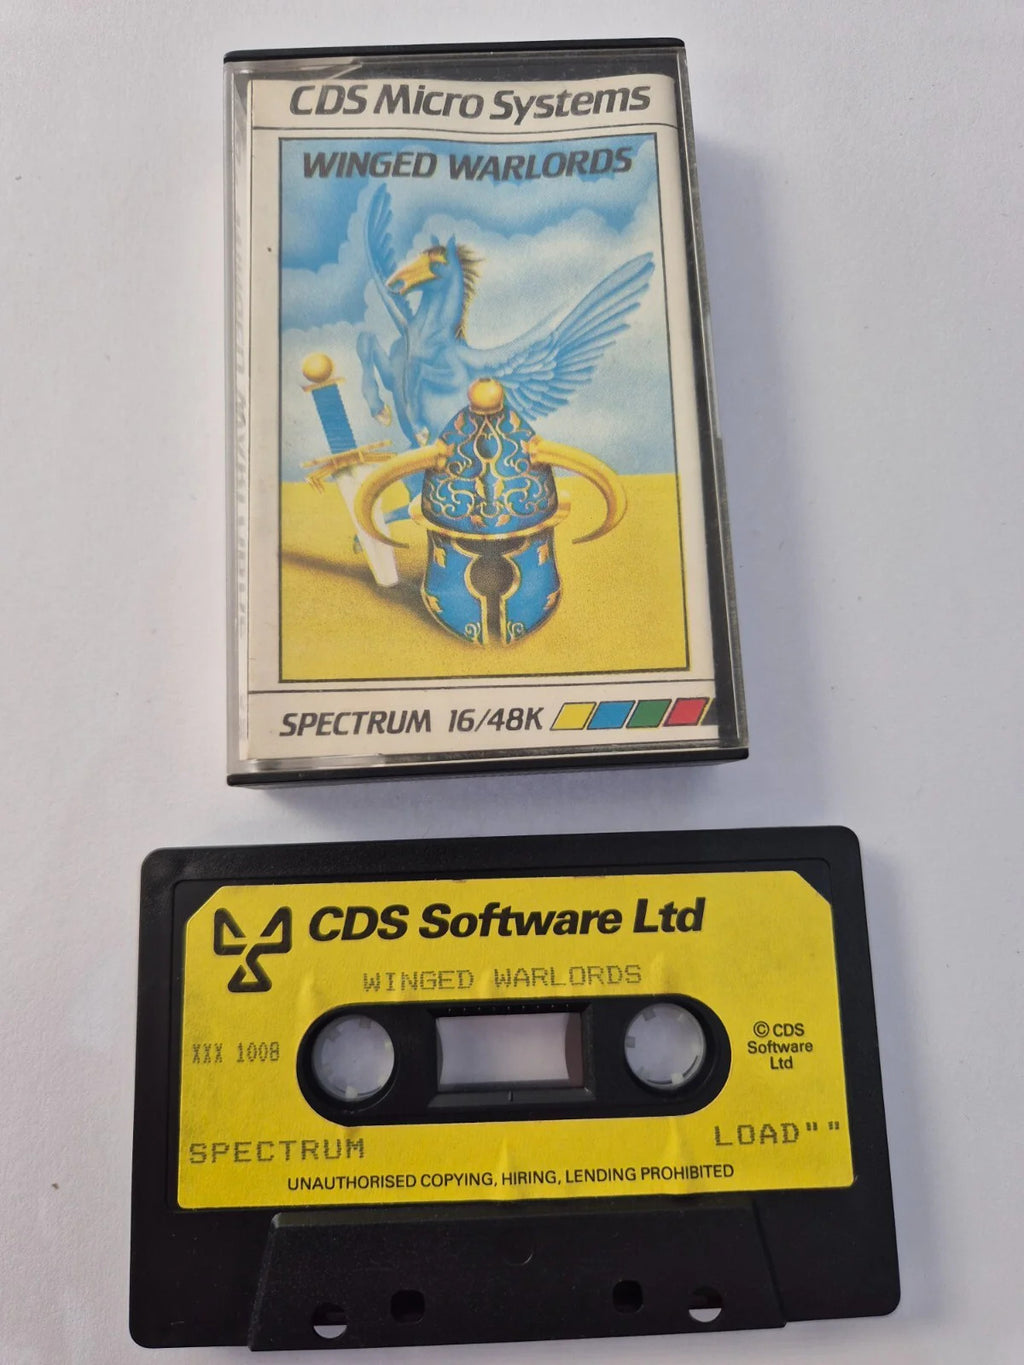 CDS Micro Systems
WINGED WARLORDS
SPECTRUM 16/48K
CDS Software Ltd
WINGED WARLORDS
XXX 1008
© CDS
Software
Ltd
SPECTRUM
LOAD""
UNAUTHORISED COPYING, HIRING, LENDING PROHIBITED